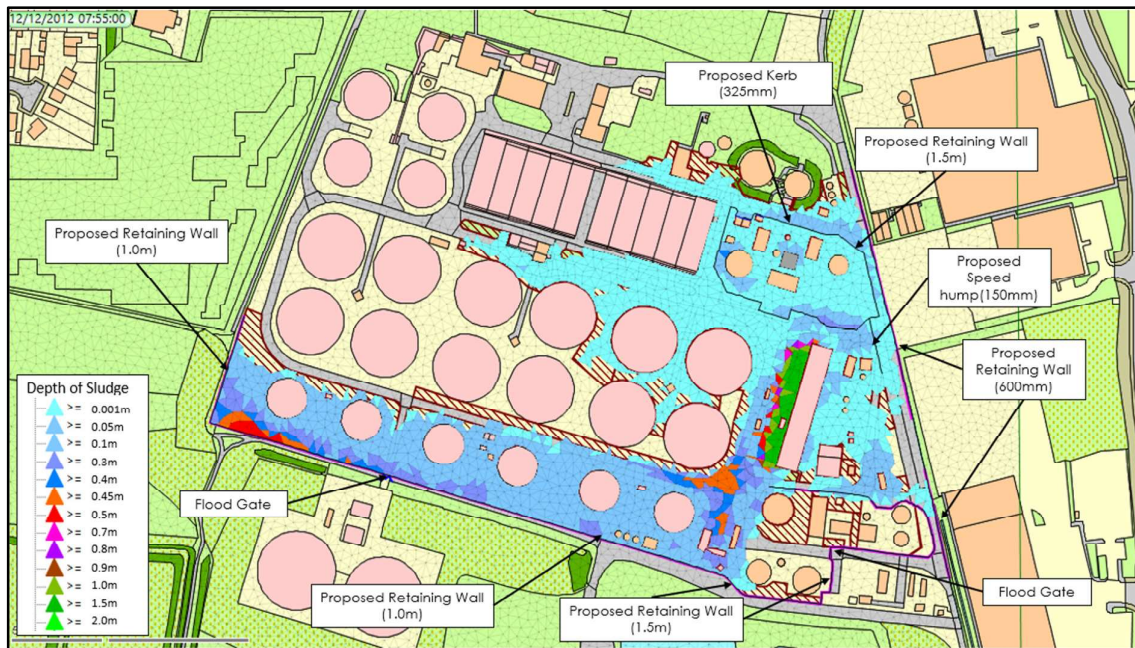 12/12/2012 07:55:00
Proposed Kerb
(325mm)
Proposed Retaining Wall
(1.5m)
Proposed Retaining Wall
(1.0m)
Proposed
Speed
hump(150mm)
Proposed
Retaining Wall
(600mm)
Depth of Sludge
>= 0.001m
>= 0.05m
>= 0.1m
>= 0.3m
>= 0.4m
>= 0.45m
>= 0.5m
>= 0.7m
>= 0.8m
>= 0.9m
>= 1.0m
>= 1.5m
>= 2.0m
Flood Gate
Proposed Retaining Wall
(1.0m)
Proposed Retaining Wall
(1.5m)
Flood Gate